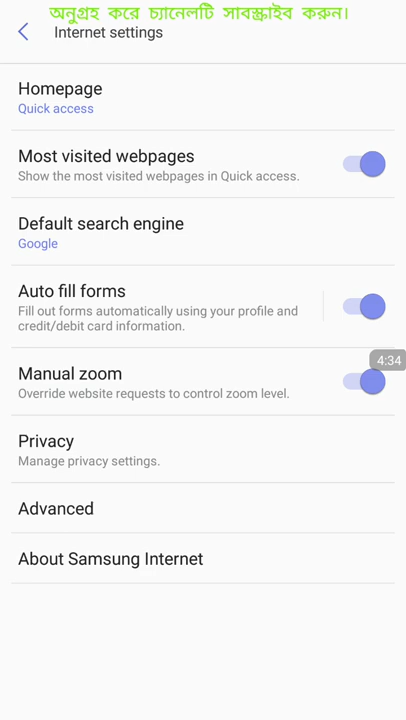 অনুগ্রহ করে চ্যানেলটি সাবস্ক্রাইব করুন।
Internet settings
Homepage
Quick access
Most visited webpages
Show the most visited webpages in Quick access.
Default search engine
Google
Auto fill forms
Fill out forms automatically using your profile and
credit/debit card information.
4:34
Manual zoom
Override website requests to control zoom level.
Privacy
Manage privacy settings.
Advanced
About Samsung Internet